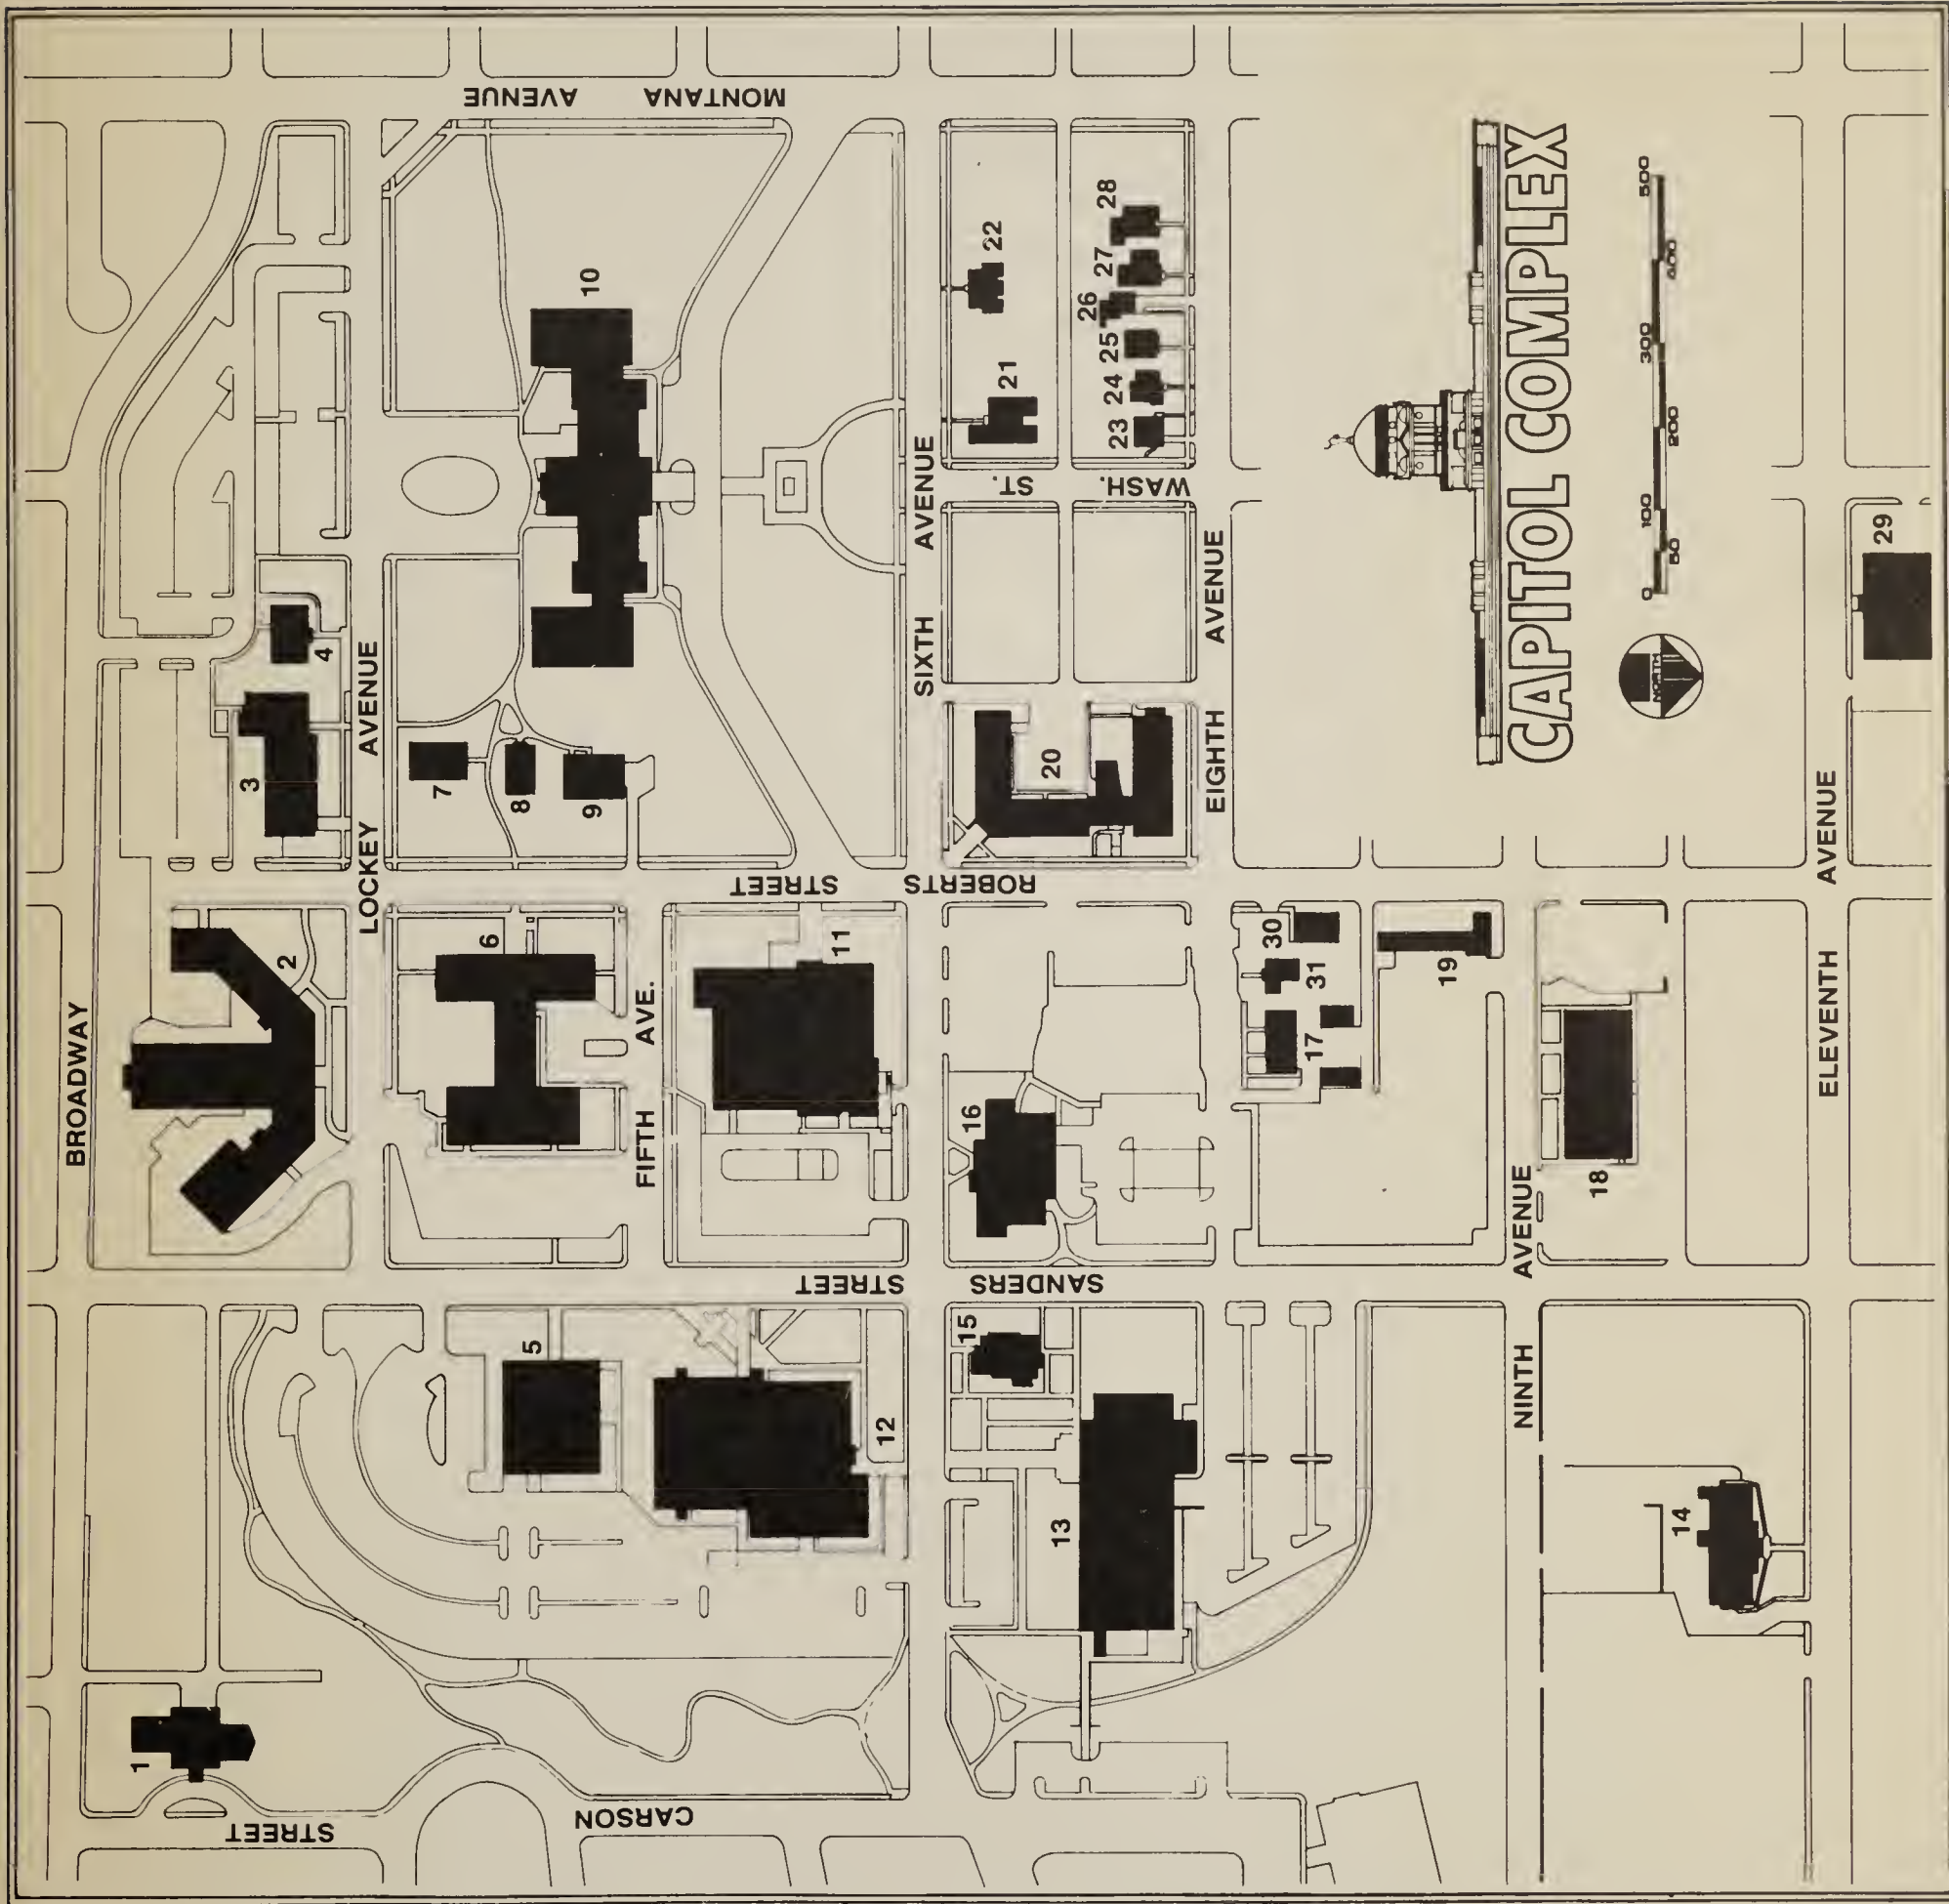 MONTANA AVENUE
BROADWAY
LOCKEY AVENUE
FIFTH AVE.
SIXTH AVENUE
EIGHTH AVENUE
NINTH AVENUE
ELEVENTH AVENUE
WASH. ST.
ROBERTS STREET
SANDERS STREET
CARSON STREET
1
2
3
4
5
6
7
8
9
10
11
12
13
14
15
16
17
18
19
20
21
22
23
24
25
26
27
28
29
30
31
CAPITOL COMPLEX
NORTH
0 50 100 200 300 400 500